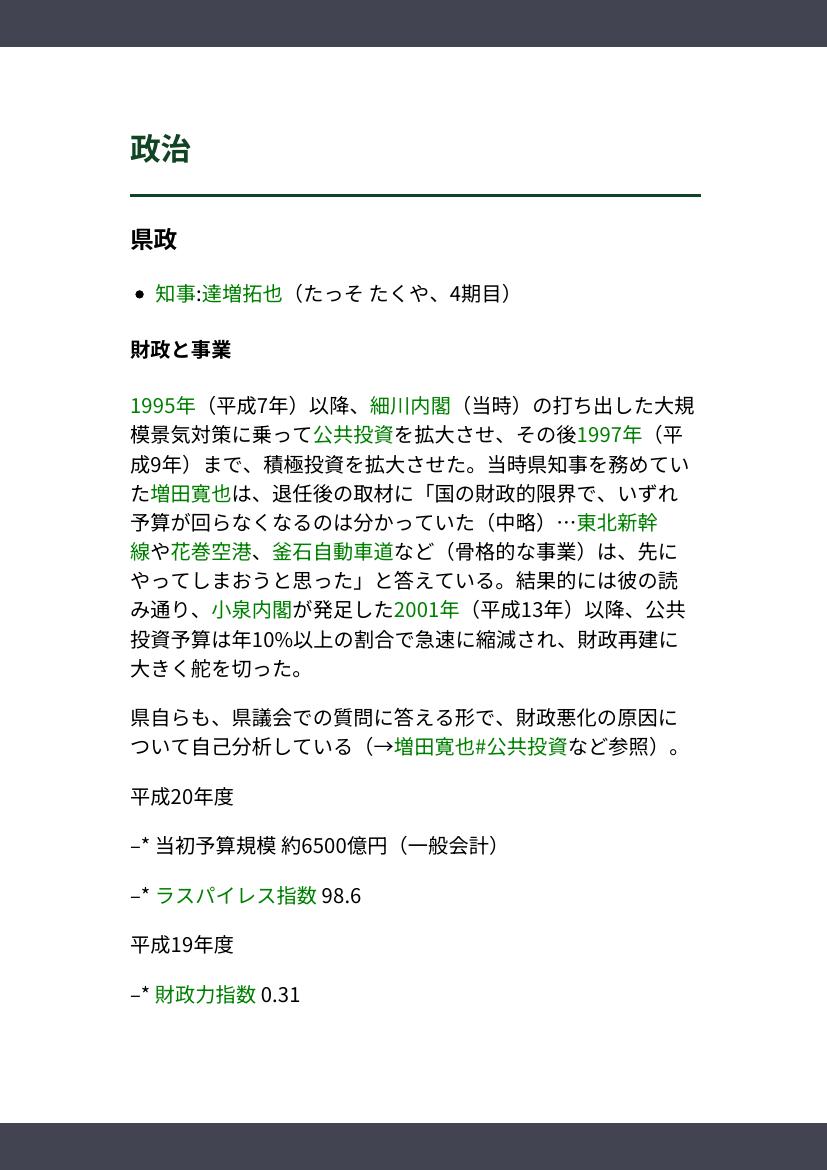 政治
県政
• 知事:達増拓也（たっそ たくや、4期目）
財政と事業
1995年（平成7年）以降、細川内閣（当時）の打ち出した大規
模景気対策に乗って公共投資を拡大させ、その後1997年（平
成9年）まで、積極投資を拡大させた。当時県知事を務めてい
た増田寛也は、退任後の取材に「国の財政的限界で、いずれ
予算が回らなくなるのは分かっていた（中略）…東北新幹
線や花巻空港、釜石自動車道など（骨格的な事業）は、先に
やってしまおうと思った」と答えている。結果的には彼の読
み通り、小泉内閣が発足した2001年（平成13年）以降、公共
投資予算は年10%以上の割合で急速に縮減され、財政再建に
大きく舵を切った。
県自らも、県議会での質問に答える形で、財政悪化の原因に
ついて自己分析している（→増田寛也#公共投資など参照）。
平成20年度
–* 当初予算規模 約6500億円（一般会計）
–* ラスパイレス指数 98.6
平成19年度
–* 財政力指数 0.31